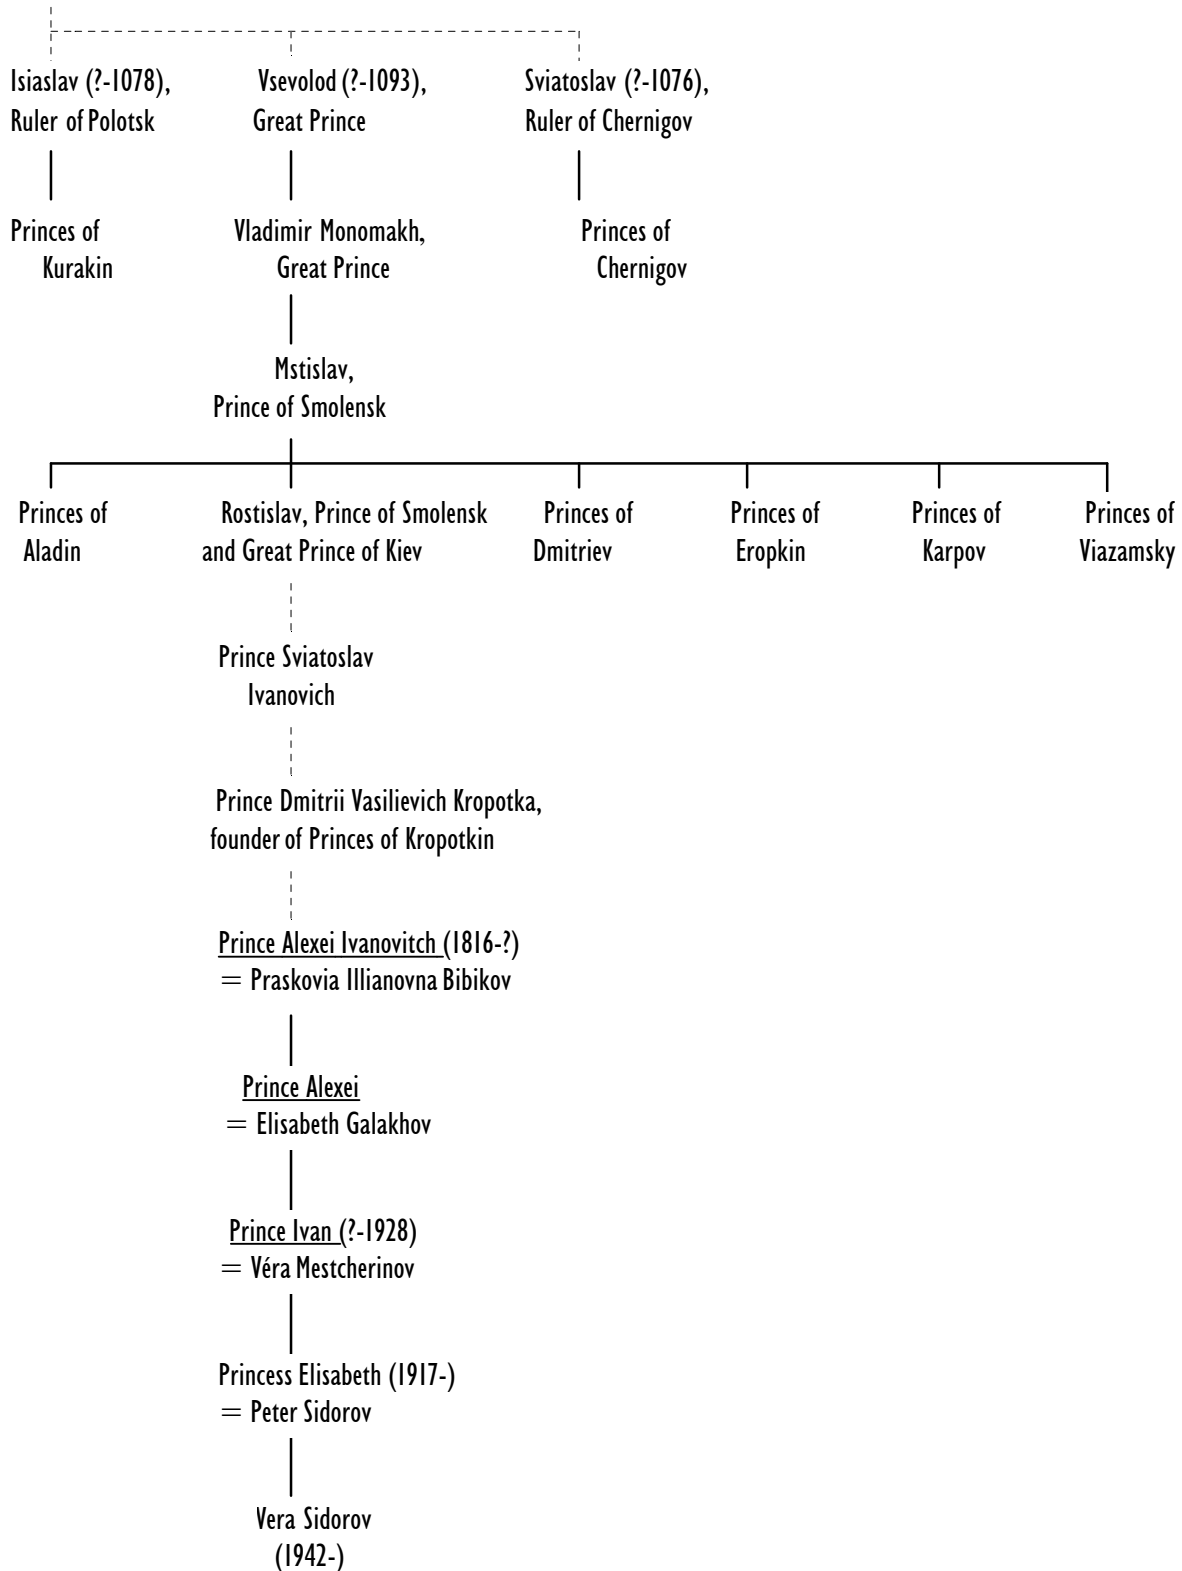 Isiaslav (?-1078),
Ruler of Polotsk
Vsevolod (?-1093),
Great Prince
Sviatoslav (?-1076),
Ruler of Chernigov
Princes of
Kurakin
Vladimir Monomakh,
Great Prince
Princes of
Chernigov
Mstislav,
Prince of Smolensk
Princes of
Aladin
Rostislav, Prince of Smolensk
and Great Prince of Kiev
Princes of
Dmitriev
Princes of
Eropkin
Princes of
Karpov
Princes of
Viazamsky
Prince Sviatoslav
Ivanovich
Prince Dmitrii Vasilievich Kropotka,
founder of Princes of Kropotkin
Prince Alexei Ivanovitch (1816-?)
= Praskovia Illianovna Bibikov
Prince Alexei
= Elisabeth Galakhov
Prince Ivan (?-1928)
= Véra Mestcherinov
Princess Elisabeth (1917-)
= Peter Sidorov
Vera Sidorov
(1942-)